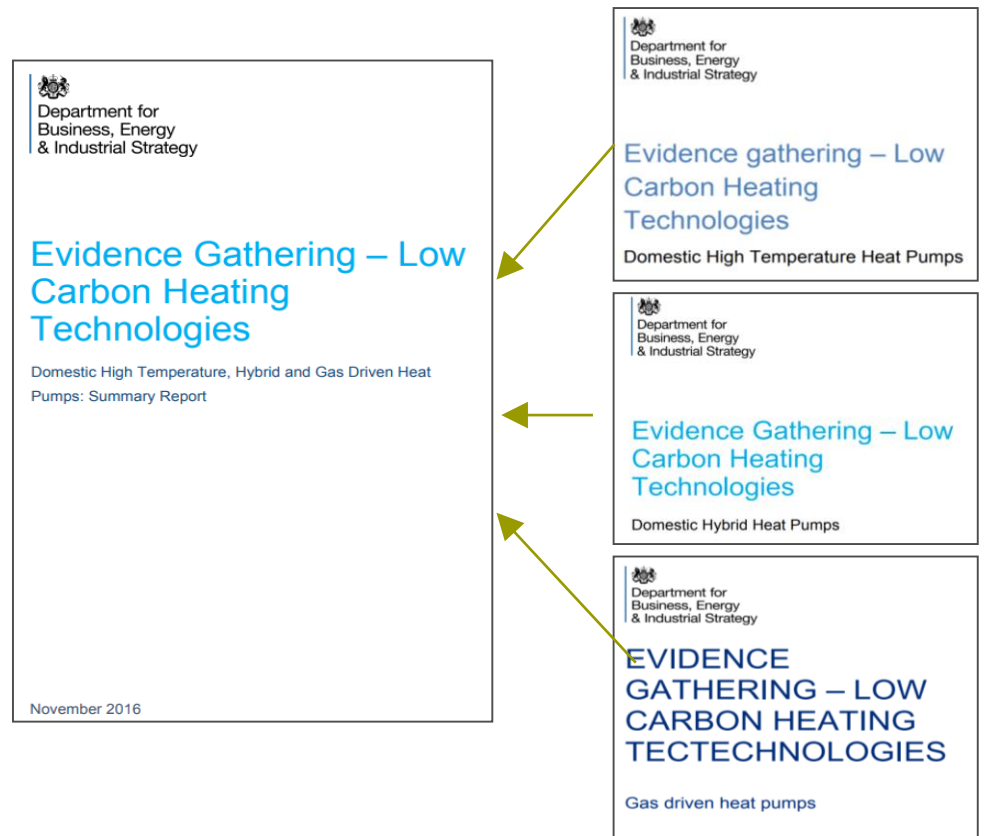 Department for
Business, Energy
& Industrial Strategy
Evidence Gathering – Low
Carbon Heating
Technologies
Domestic High Temperature, Hybrid and Gas Driven Heat
Pumps: Summary Report
November 2016
Department for
Business, Energy
& Industrial Strategy
Evidence gathering – Low
Carbon Heating
Technologies
Domestic High Temperature Heat Pumps
Department for
Business, Energy
& Industrial Strategy
Evidence Gathering – Low
Carbon Heating
Technologies
Domestic Hybrid Heat Pumps
Department for
Business, Energy
& Industrial Strategy
EVIDENCE
GATHERING – LOW
CARBON HEATING
TECTECHNOLOGIES
Gas driven heat pumps